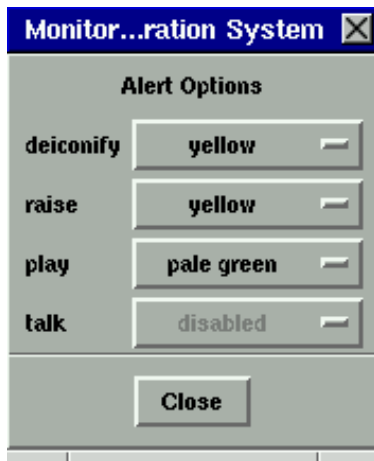 Monitor...ration System
Alert Options
deiconify yellow
raise yellow
play pale green
talk disabled
Close